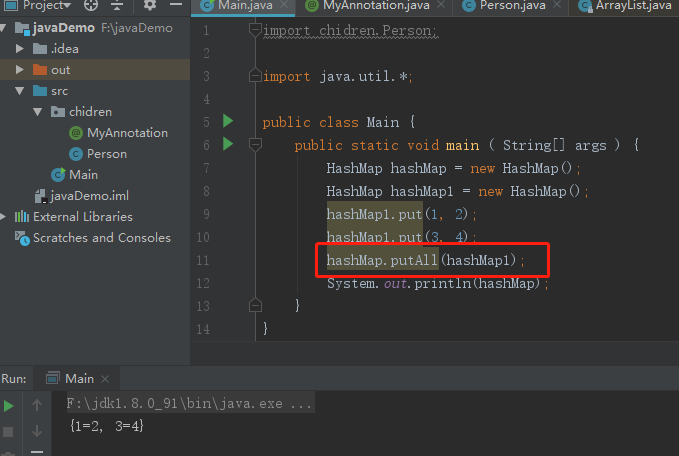 Project
Main.java
MyAnnotation.java
Person.java
ArrayList.java
javaDemo F:\javaDemo
.idea
out
src
chidren
MyAnnotation
Person
Main
javaDemo.iml
External Libraries
Scratches and Consoles
1 import chidren.Person;
2
3 import java.util.*;
4
5 public class Main {
6 public static void main ( String[] args ) {
7 HashMap hashMap = new HashMap();
8 HashMap hashMap1 = new HashMap();
9 hashMap1.put(1, 2);
10 hashMap1.put(3, 4);
11 hashMap.putAll(hashMap1);
12 System.out.println(hashMap);
13 }
14 }
Run: Main
F:\jdk1.8.0_91\bin\java.exe ...
{1=2, 3=4}